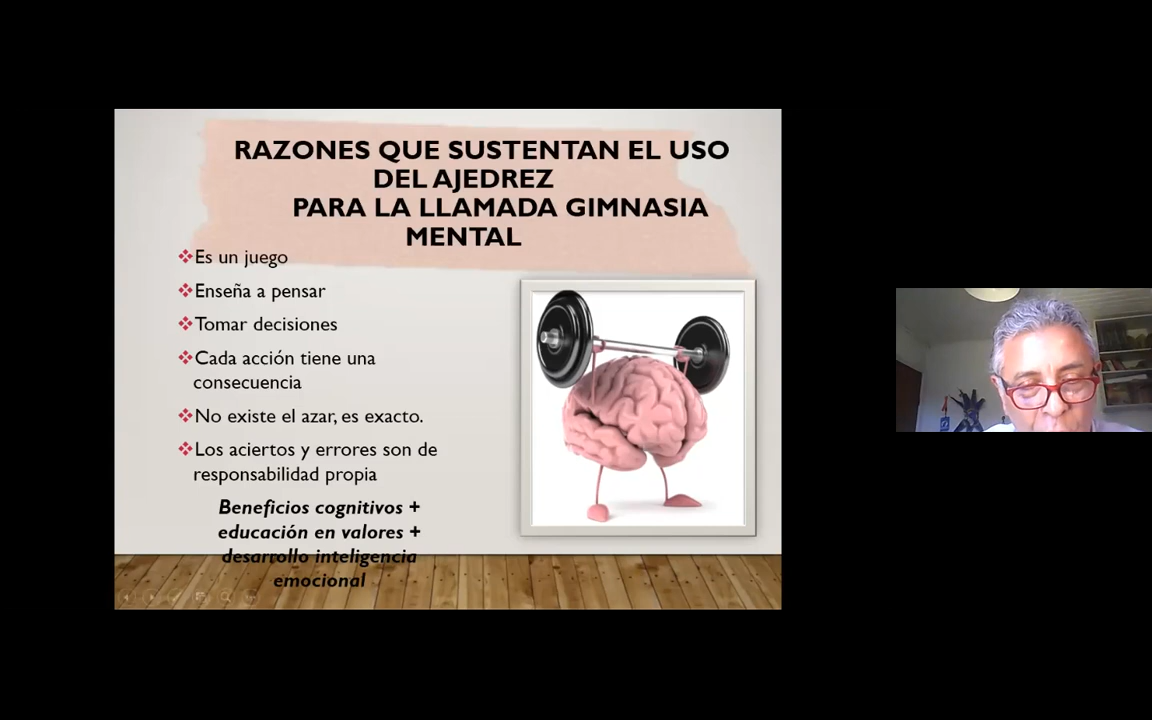 RAZONES QUE SUSTENTAN EL USO
DEL AJEDREZ
PARA LA LLAMADA GIMNASIA
MENTAL
Es un juego
Enseña a pensar
Tomar decisiones
Cada acción tiene una
consecuencia
No existe el azar, es exacto.
Los aciertos y errores son de
responsabilidad propia
Beneficios cognitivos +
educación en valores +
desarrollo inteligencia
emocional